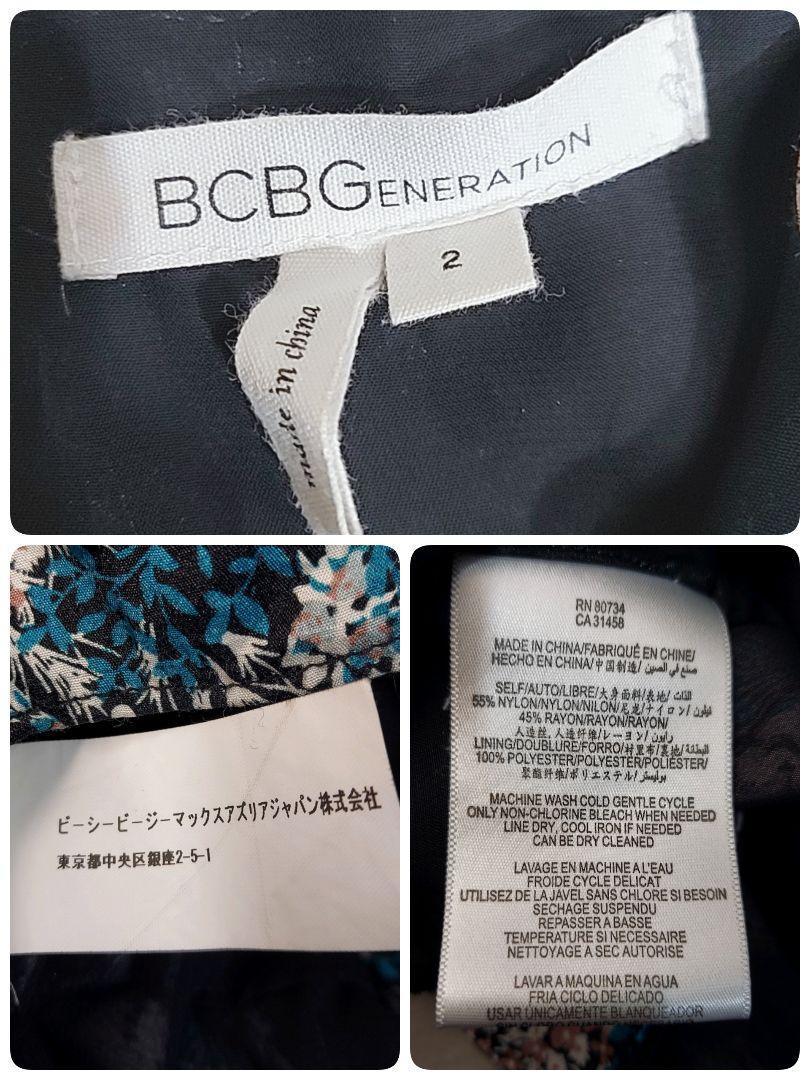 BCBGENERATION
2
made in china
ビーシービージーマックスアズリアジャパン株式会社
東京都中央区銀座2-5-1
RN 80734
CA 31458
MADE IN CHINA/FABRIQUÉ EN CHINE/
HECHO EN CHINA/中国制造/ صنع في الصين
SELF/AUTO/LIBRE/大身面料/表地/ الذات
55% NYLON/NYLON/NILON/尼龙/ナイロン/ نيلون
45% RAYON/RAYON/RAYON/
人造丝, 人造纤维/レーヨン/ رايون
LINING/DOUBLURE/FORRO/村里布/裏地/ البطانة
100% POLYESTER/POLYESTER/POLIÉSTER/
聚酯纤维/ポリエステル/ بوليستر
MACHINE WASH COLD GENTLE CYCLE
ONLY NON-CHLORINE BLEACH WHEN NEEDED
LINE DRY, COOL IRON IF NEEDED
CAN BE DRY CLEANED
LAVAGE EN MACHINE A L'EAU
FROIDE CYCLE DELICAT
UTILISEZ DE LA JAVEL SANS CHLORE SI BESOIN
SECHAGE SUSPENDU
REPASSER A BASSE
TEMPERATURE SI NECESSAIRE
NETTOYAGE A SEC AUTORISE
LAVAR A MAQUINA EN AGUA
FRIA CICLO DELICADO
USAR ÚNICAMENTE BLANQUEADOR